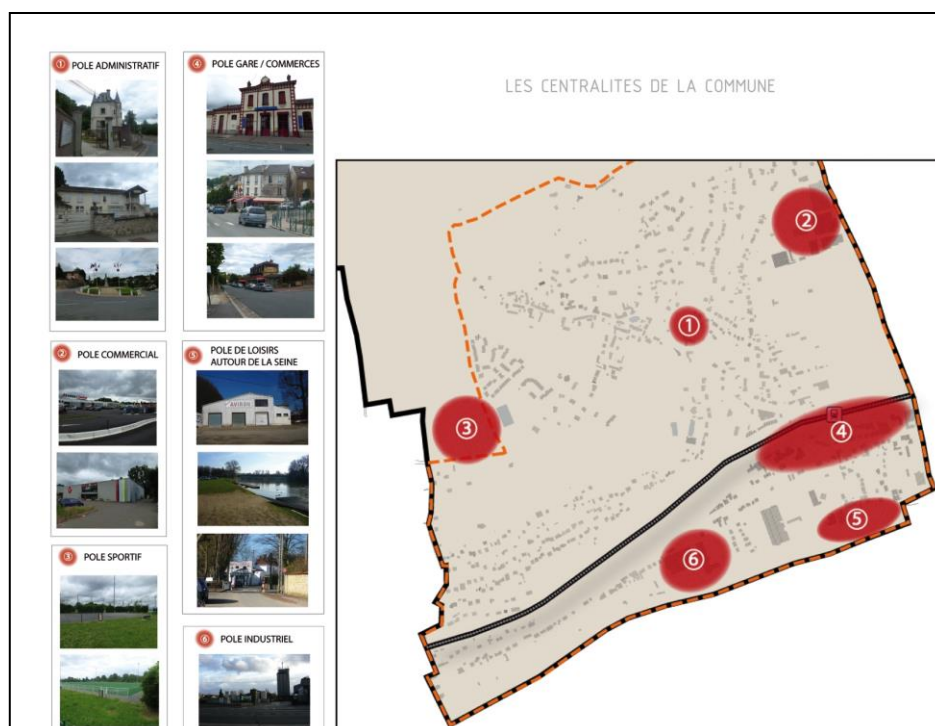 LES CENTRALITES DE LA COMMUNE
① POLE ADMINISTRATIF
④ POLE GARE / COMMERCES
② POLE COMMERCIAL
⑤ POLE DE LOISIRS
AUTOUR DE LA SEINE
AVIRON
③ POLE SPORTIF
⑥ POLE INDUSTRIEL
②
①
③
④
⑤
⑥